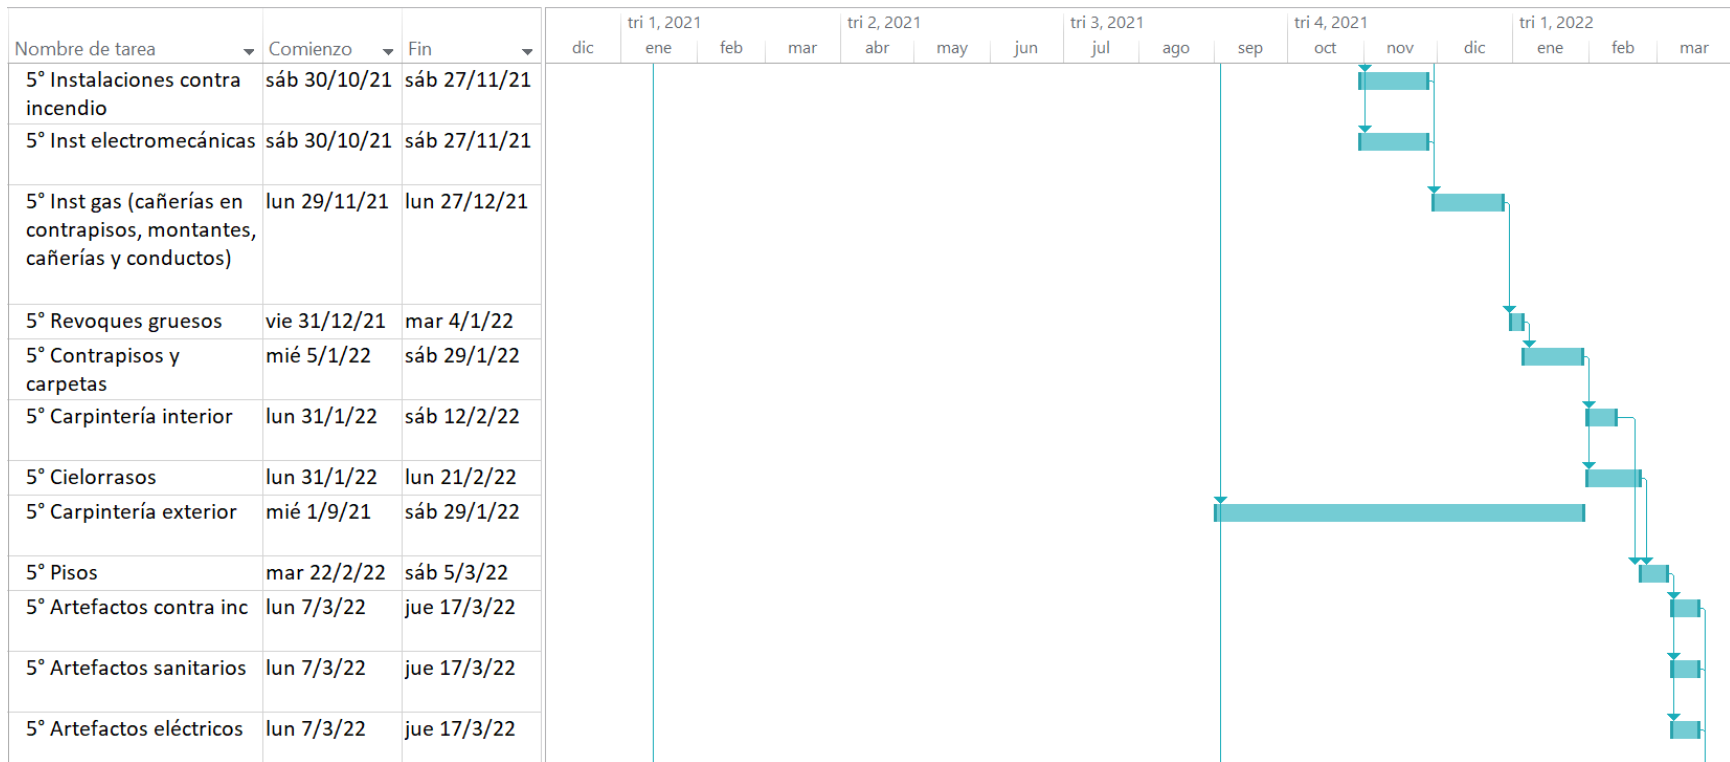 tri 1, 2021 tri 2, 2021 tri 3, 2021 tri 4, 2021 tri 1, 2022
Nombre de tarea Comienzo Fin dic ene feb mar abr may jun jul ago sep oct nov dic ene feb mar
5° Instalaciones contra sáb 30/10/21 sáb 27/11/21
incendio
5° Inst electromecánicas sáb 30/10/21 sáb 27/11/21
5° Inst gas (cañerías en lun 29/11/21 lun 27/12/21
contrapisos, montantes,
cañerías y conductos)
5° Revoques gruesos vie 31/12/21 mar 4/1/22
5° Contrapisos y mié 5/1/22 sáb 29/1/22
carpetas
5° Carpintería interior lun 31/1/22 sáb 12/2/22
5° Cielorrasos lun 31/1/22 lun 21/2/22
5° Carpintería exterior mié 1/9/21 sáb 29/1/22
5° Pisos mar 22/2/22 sáb 5/3/22
5° Artefactos contra inc lun 7/3/22 jue 17/3/22
5° Artefactos sanitarios lun 7/3/22 jue 17/3/22
5° Artefactos eléctricos lun 7/3/22 jue 17/3/22